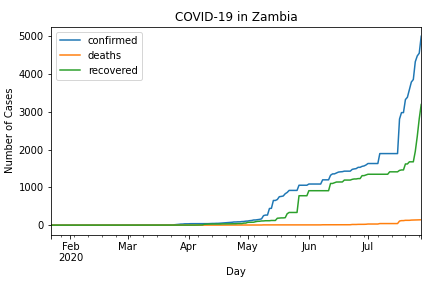 COVID-19 in Zambia
confirmed
deaths
recovered
Number of Cases
5000
4000
3000
2000
1000
0
Feb Mar Apr May Jun Jul
2020
Day